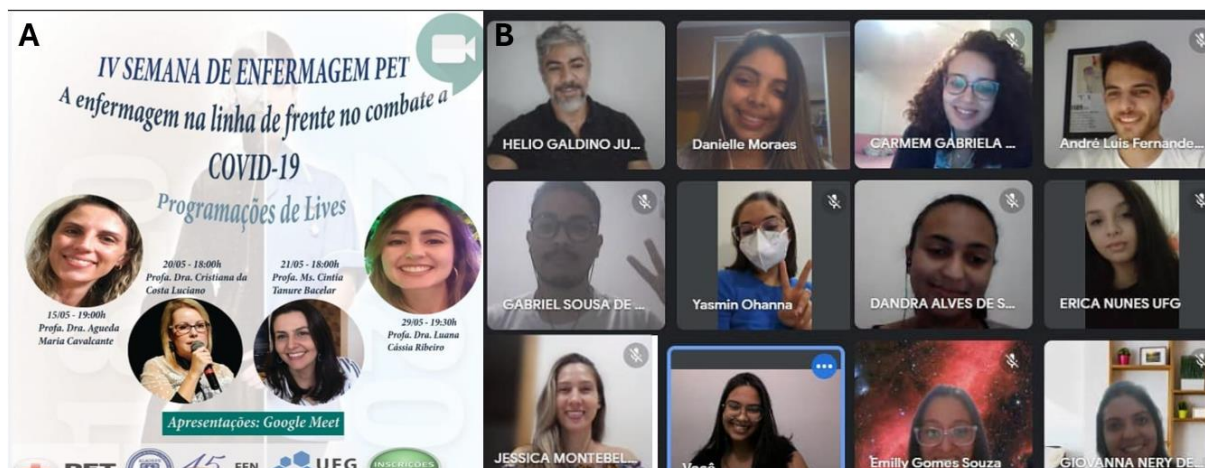 A
IV SEMANA DE ENFERMAGEM PET
A enfermagem na linha de frente no combate a
COVID-19
Programações de Lives
15/05 - 19:00h
Profa. Dra. Agueda
Maria Cavalcante
20/05 - 18:00h
Profa. Dra. Cristiana da
Costa Luciano
21/05 - 18:00h
Profa. Ms. Cintia
Tanure Bacelar
29/05 - 19:30h
Profa. Dra. Luana
Cássia Ribeiro
Apresentações: Google Meet
PET
45
FEN
UFG
INSCRIÇÕES
B
HELIO GALDINO JU...
Danielle Moraes
CARMEM GABRIELA ...
André Luis Fernande...
GABRIEL SOUSA DE ...
Yasmin Ohanna
DANDRA ALVES DE S...
ERICA NUNES UFG
JESSICA MONTEBEL...
Você
Emilly Gomes Souza
GIOVANNA NERY DE...